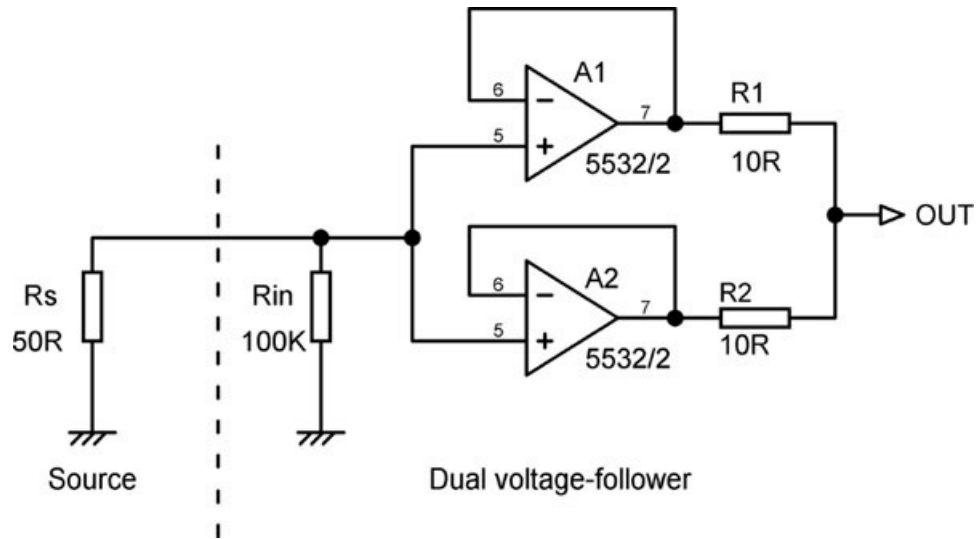 A1
6
−
7
5
+
5532/2
R1
10R
OUT
Rs
50R
Rin
100K
A2
6
−
7
5
+
5532/2
R2
10R
Source
Dual voltage-follower